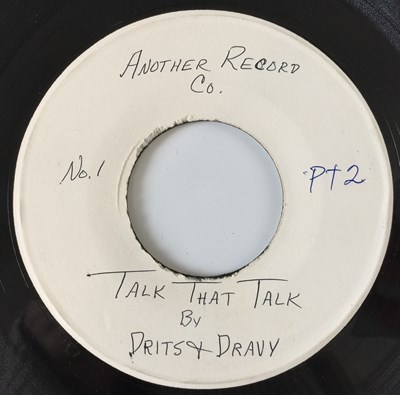 ANOTHER RECORD
Co.
No. 1
Pt 2
TALK THAT TALK
By
DRITS & DRAVY